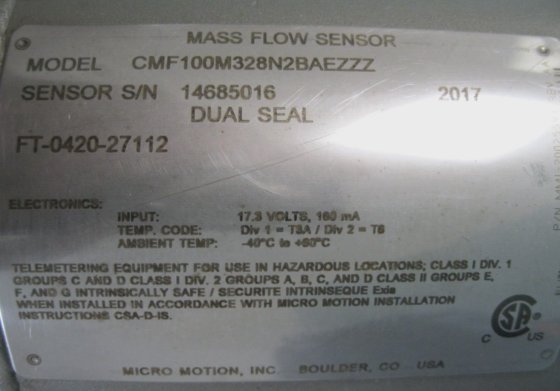 MASS FLOW SENSOR
MODEL CMF100M328N2BAEZZZ
SENSOR S/N 14685016 2017
DUAL SEAL
FT-0420-27112
ELECTRONICS:
INPUT: 17.3 VOLTS, 160 mA
TEMP. CODE: Div 1 = T3A / Div 2 = T6
AMBIENT TEMP: -40°C to +60°C
TELEMETERING EQUIPMENT FOR USE IN HAZARDOUS LOCATIONS; CLASS I DIV. 1
GROUPS C AND D CLASS I DIV. 2 GROUPS A, B, C, AND D CLASS II GROUPS E,
F, AND G INTRINSICALLY SAFE / SECURITE INTRINSEQUE Exia
WHEN INSTALLED IN ACCORDANCE WITH MICRO MOTION INSTALLATION
INSTRUCTIONS CSA-D-IS.
C SA US
MICRO MOTION, INC. BOULDER, CO USA